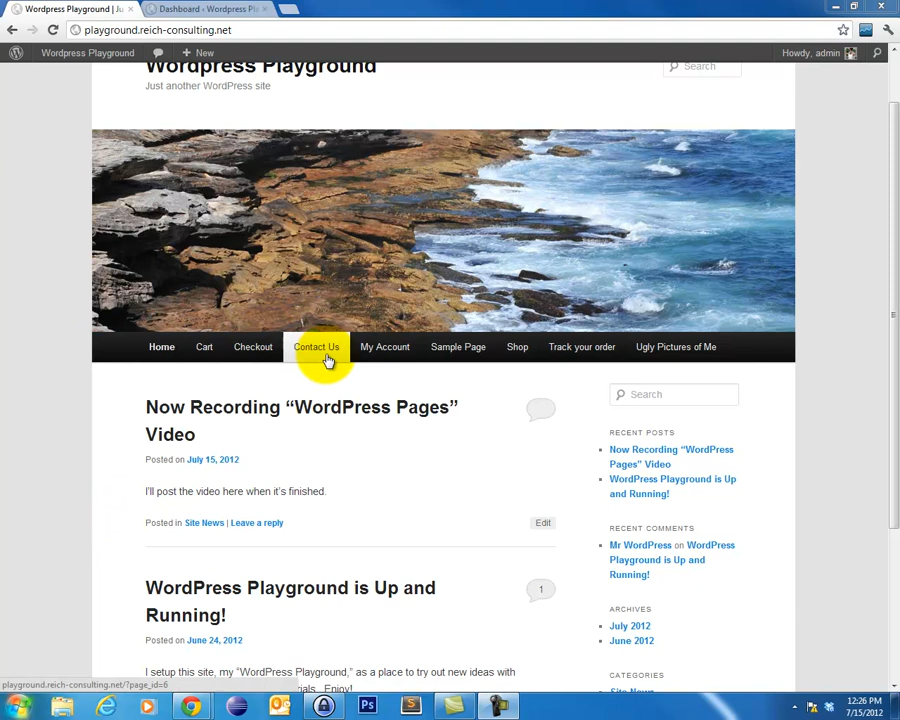 Wordpress Playground | Ju
Dashboard ‹ Wordpress Pl
playground.reich-consulting.net
Wordpress Playground
New
Howdy, admin
Wordpress Playground
Just another WordPress site
Search
Home
Cart
Checkout
Contact Us
My Account
Sample Page
Shop
Track your order
Ugly Pictures of Me
Now Recording “WordPress Pages”
Video
Posted on July 15, 2012
I’ll post the video here when it’s finished.
Posted in Site News | Leave a reply
Edit
WordPress Playground is Up and
Running!
1
Posted on June 24, 2012
I setup this site, my “WordPress Playground,” as a place to try out new ideas with
rials. Enjoy!
Search
RECENT POSTS
Now Recording “WordPress
Pages” Video
WordPress Playground is Up
and Running!
RECENT COMMENTS
Mr WordPress on WordPress
Playground is Up and
Running!
ARCHIVES
July 2012
June 2012
CATEGORIES
Site News
playground.reich-consulting.net/?page_id=6
12:26 PM
7/15/2012